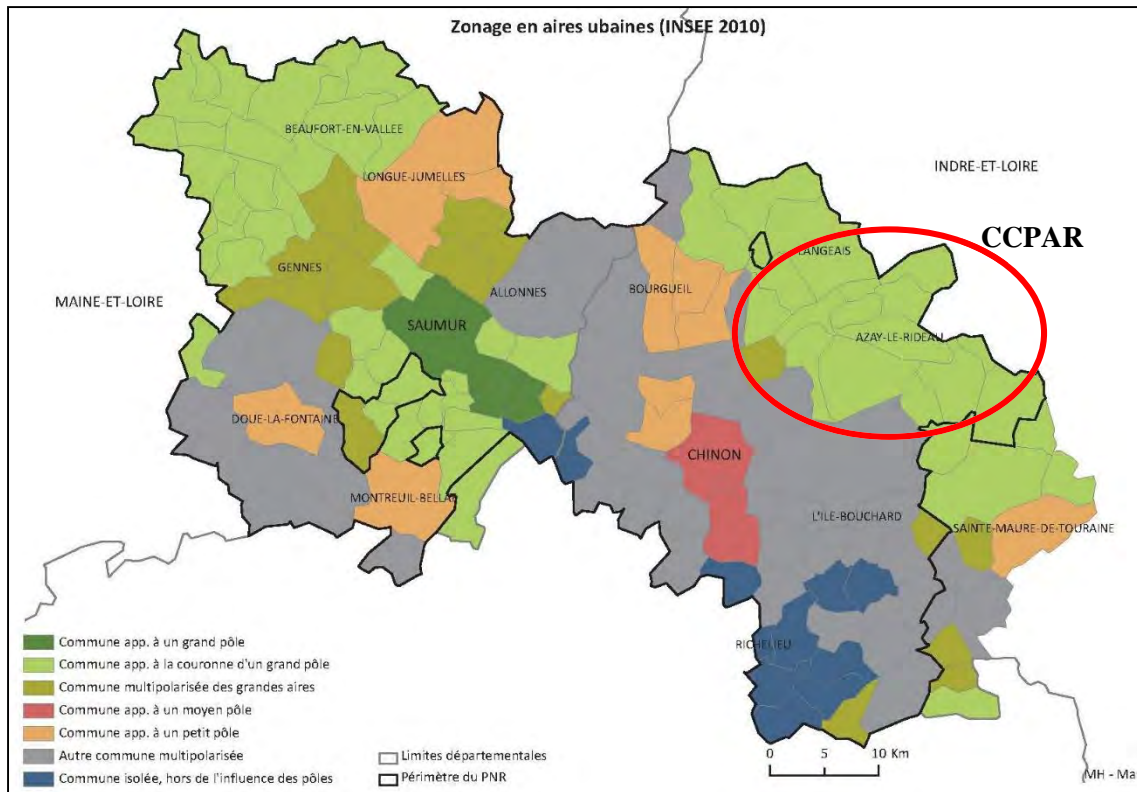 Zonage en aires ubaines (INSEE 2010)
BEAUFORT-EN-VALLEE
LONGUE-JUMELLES
INDRE-ET-LOIRE
CCPAR
LANGEAIS
GENNES
ALLONNES
BOURGUEIL
MAINE-ET-LOIRE
SAUMUR
AZAY-LE-RIDEAU
DOUE-LA-FONTAINE
CHINON
MONTREUIL-BELLAY
L'ILE-BOUCHARD
SAINTE-MAURE-DE-TOURAINE
RICHELIEU
Commune app. à un grand pôle
Commune app. à la couronne d'un grand pôle
Commune multipolarisée des grandes aires
Commune app. à un moyen pôle
Commune app. à un petit pôle
Autre commune multipolarisée
Commune isolée, hors de l'influence des pôles
Limites départementales
Périmètre du PNR
0 5 10 Km
MH - Ma